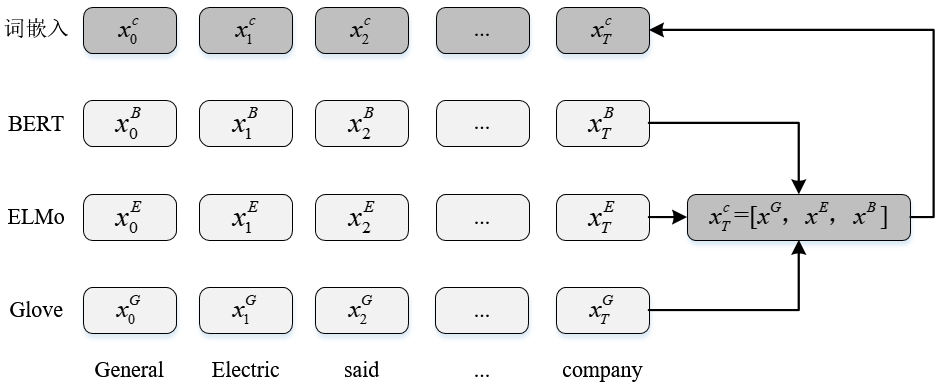 词嵌入 x_0^c x_1^c x_2^c ... x_T^c
BERT x_0^B x_1^B x_2^B ... x_T^B
ELMo x_0^E x_1^E x_2^E ... x_T^E x_T^c=[x^G，x^E，x^B]
Glove x_0^G x_1^G x_2^G ... x_T^G
General Electric said ... company